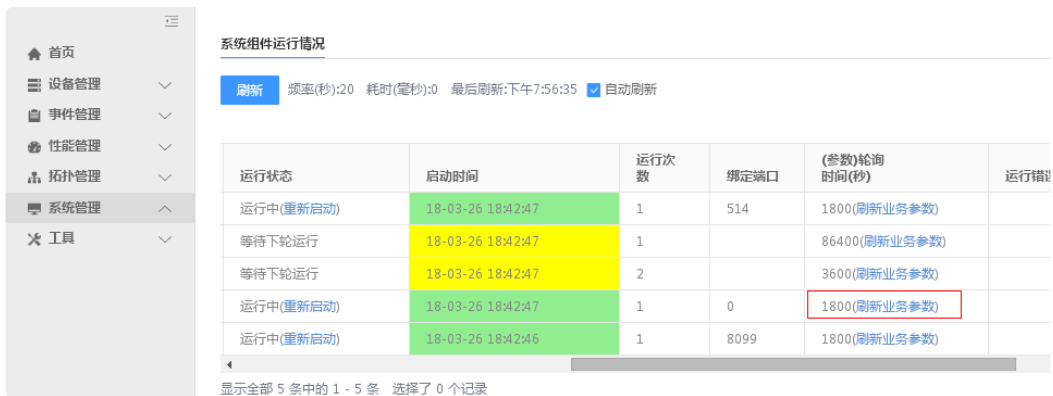 首页
设备管理
事件管理
性能管理
拓扑管理
系统管理
工具
系统组件运行情况
刷新 频率(秒):20 耗时(毫秒):0 最后刷新:下午7:56:35 自动刷新
运行状态 启动时间 运行次数 绑定端口 (参数)轮询时间(秒) 运行错误
运行中(重新启动) 18-03-26 18:42:47 1 514 1800(刷新业务参数)
等待下轮运行 18-03-26 18:42:47 1 86400(刷新业务参数)
等待下轮运行 18-03-26 18:42:47 2 3600(刷新业务参数)
运行中(重新启动) 18-03-26 18:42:47 1 0 1800(刷新业务参数)
运行中(重新启动) 18-03-26 18:42:46 1 8099 1800(刷新业务参数)
显示全部 5 条中的 1 - 5 条 选择了 0 个记录